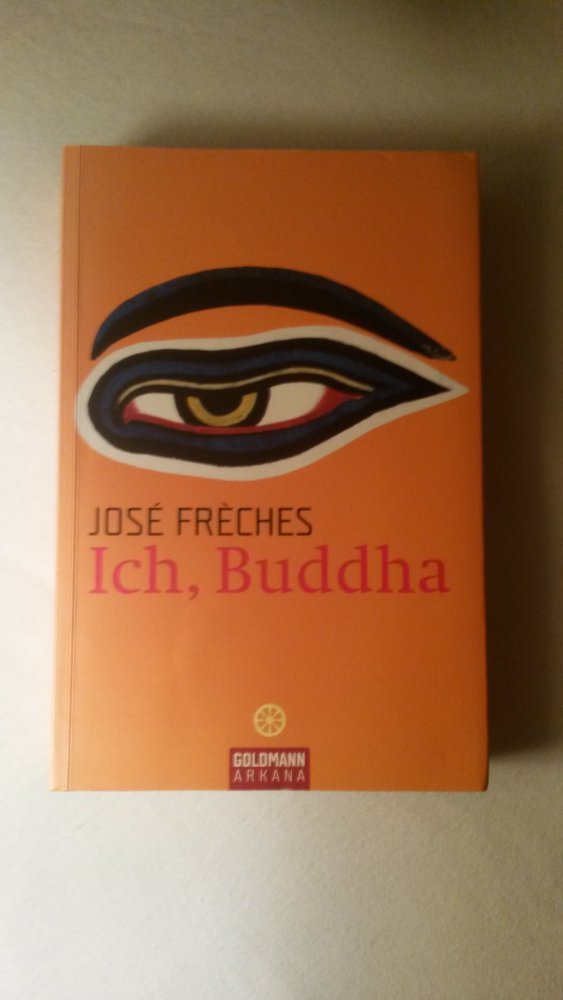 JOSÉ FRÈCHES
Ich, Buddha
GOLDMANN
ARKANA